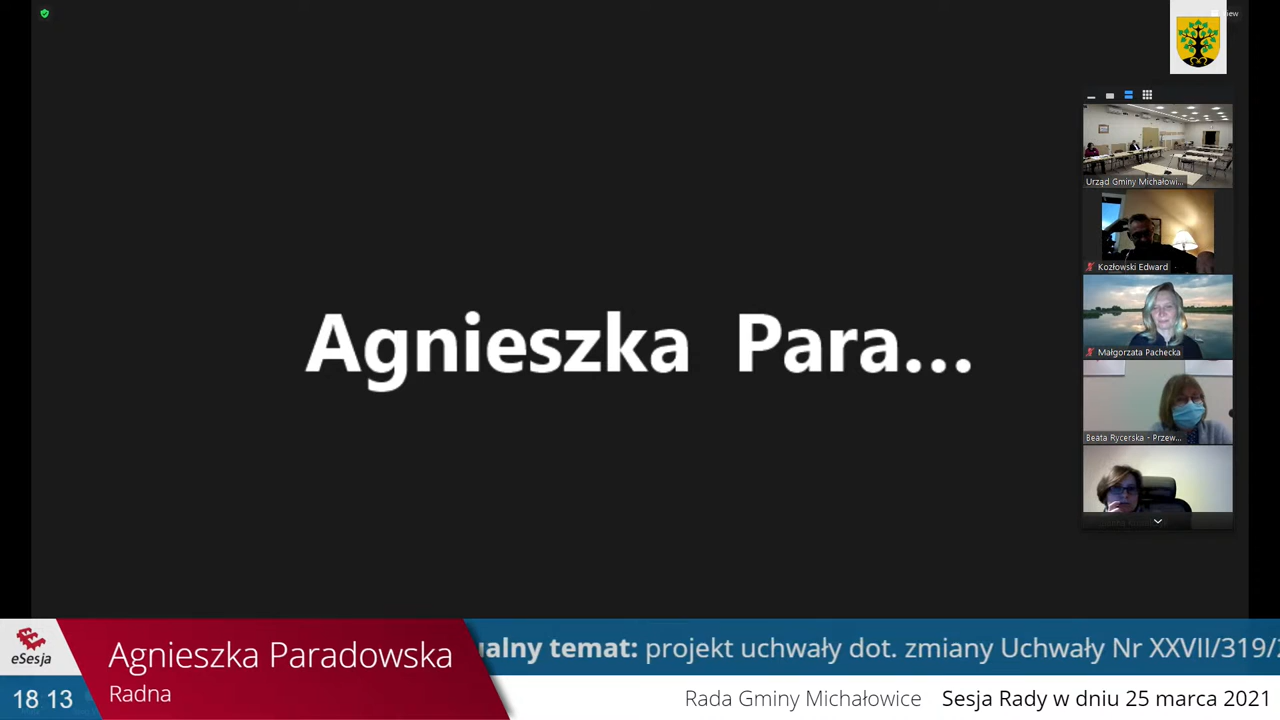 View
Urząd Gminy Michałowi...
Kozłowski Edward
Małgorzata Pachecka
Beata Rycerska - Przew...
Agnieszka Para...
eSesja
Agnieszka Paradowska
Radna
ualny temat: projekt uchwały dot. zmiany Uchwały Nr XXVII/319/2
18 13
Rada Gminy Michałowice Sesja Rady w dniu 25 marca 2021